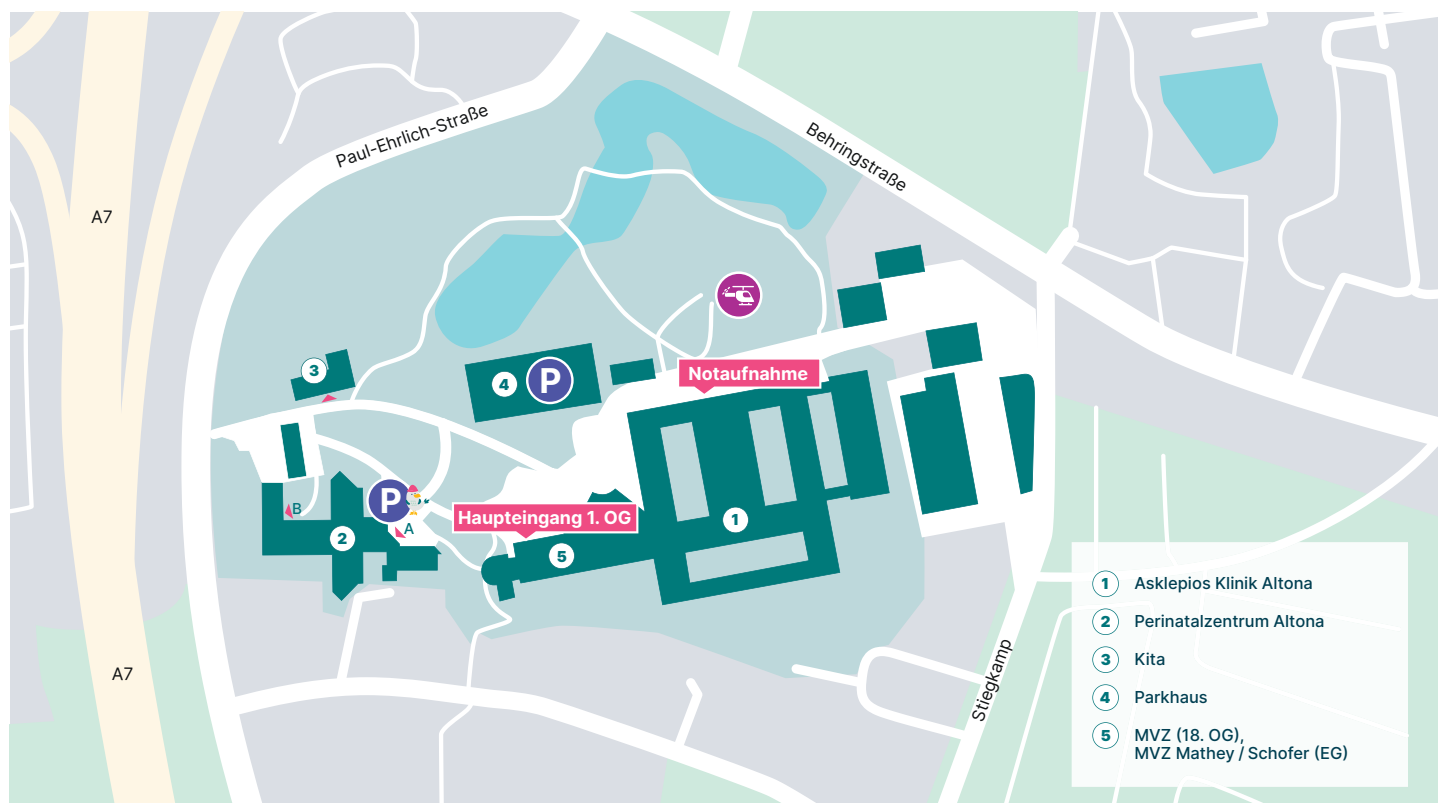 Paul-Ehrlich-Straße
Behringstraße
A7
3
4
P
Notaufnahme
P
B
A
Haupteingang 1. OG
2
5
1
A7
Stiegkamp
1 Asklepios Klinik Altona
2 Perinatalzentrum Altona
3 Kita
4 Parkhaus
5 MVZ (18. OG),
MVZ Mathey / Schofer (EG)